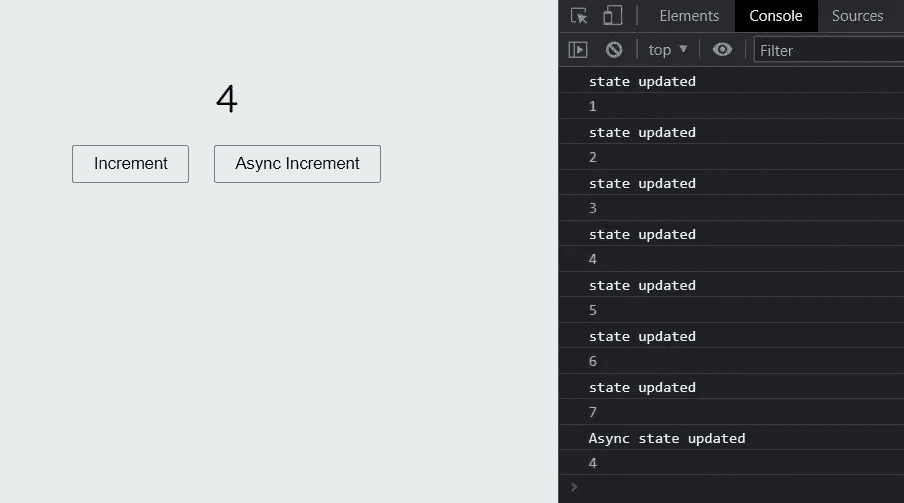 4
Increment Async Increment
Elements Console Sources
top ▼ Filter
state updated
1
state updated
2
state updated
3
state updated
4
state updated
5
state updated
6
state updated
7
Async state updated
4
>